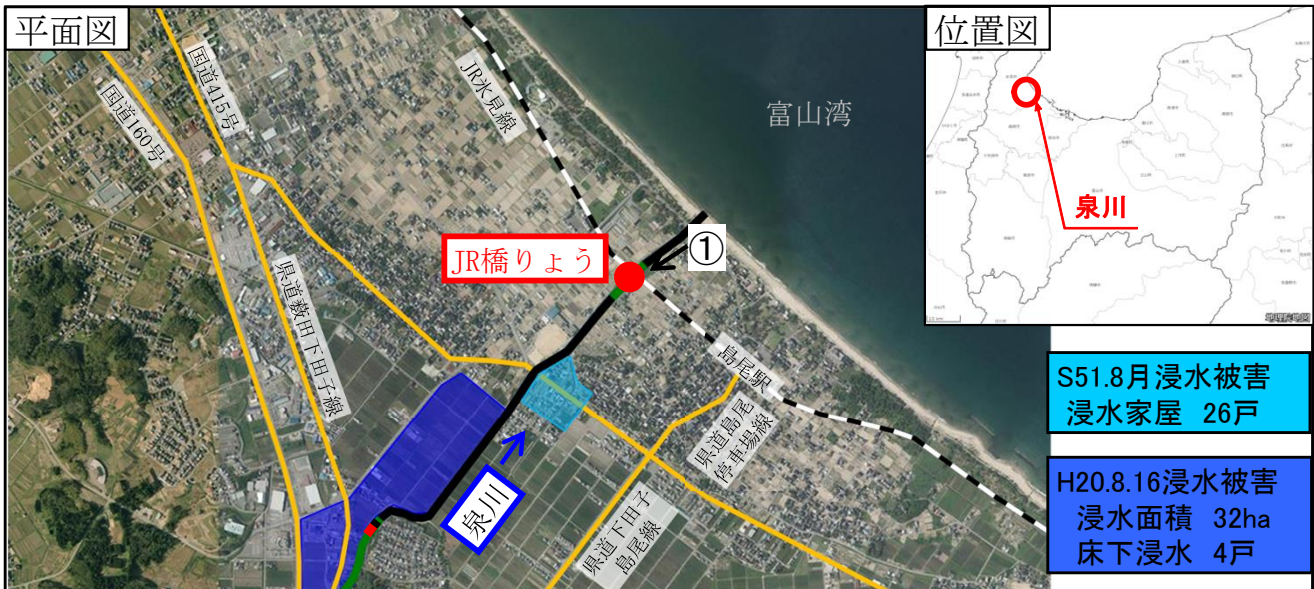 平面図
国道160号
国道415号
県道薮田下田子線
JR氷見線
富山湾
JR橋りょう
①
島尾駅
県道島尾
停車場線
県道下田子
島尾線
泉川
位置図
泉川
地理院地図
S51.8月浸水被害
浸水家屋 26戸
H20.8.16浸水被害
浸水面積 32ha
床下浸水 4戸